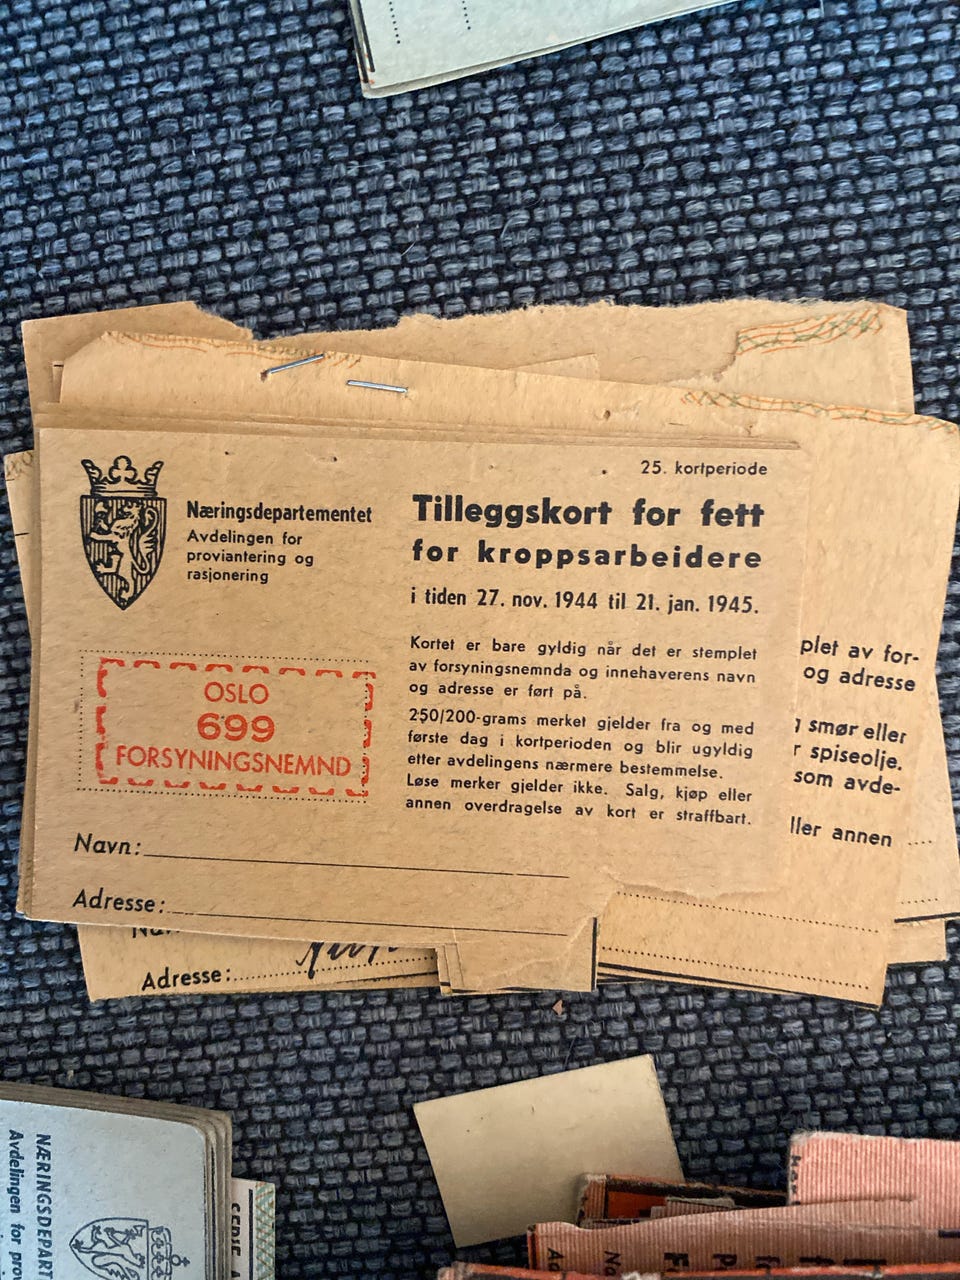 25. kortperiode
Næringsdepartementet
Avdelingen for
proviantering og
rasjonering
Tilleggskort for fett
for kroppsarbeidere
i tiden 27. nov. 1944 til 21. jan. 1945.
Kortet er bare gyldig når det er stemplet
av forsyningsnemnda og innehaverens navn
og adresse er ført på.
250/200-grams merket gjelder fra og med
første dag i kortperioden og blir ugyldig
etter avdelingens nærmere bestemmelse.
Løse merker gjelder ikke. Salg, kjøp eller
annen overdragelse av kort er straffbart.
OSLO
699
FORSYNINGSNEMND
Navn:
Adresse:
plet av for-
og adresse
smør eller
spiseolje.
som avde-
ller annen
Adresse:
NÆRINGSDEPART
Avdelingen for prov
SERIE A